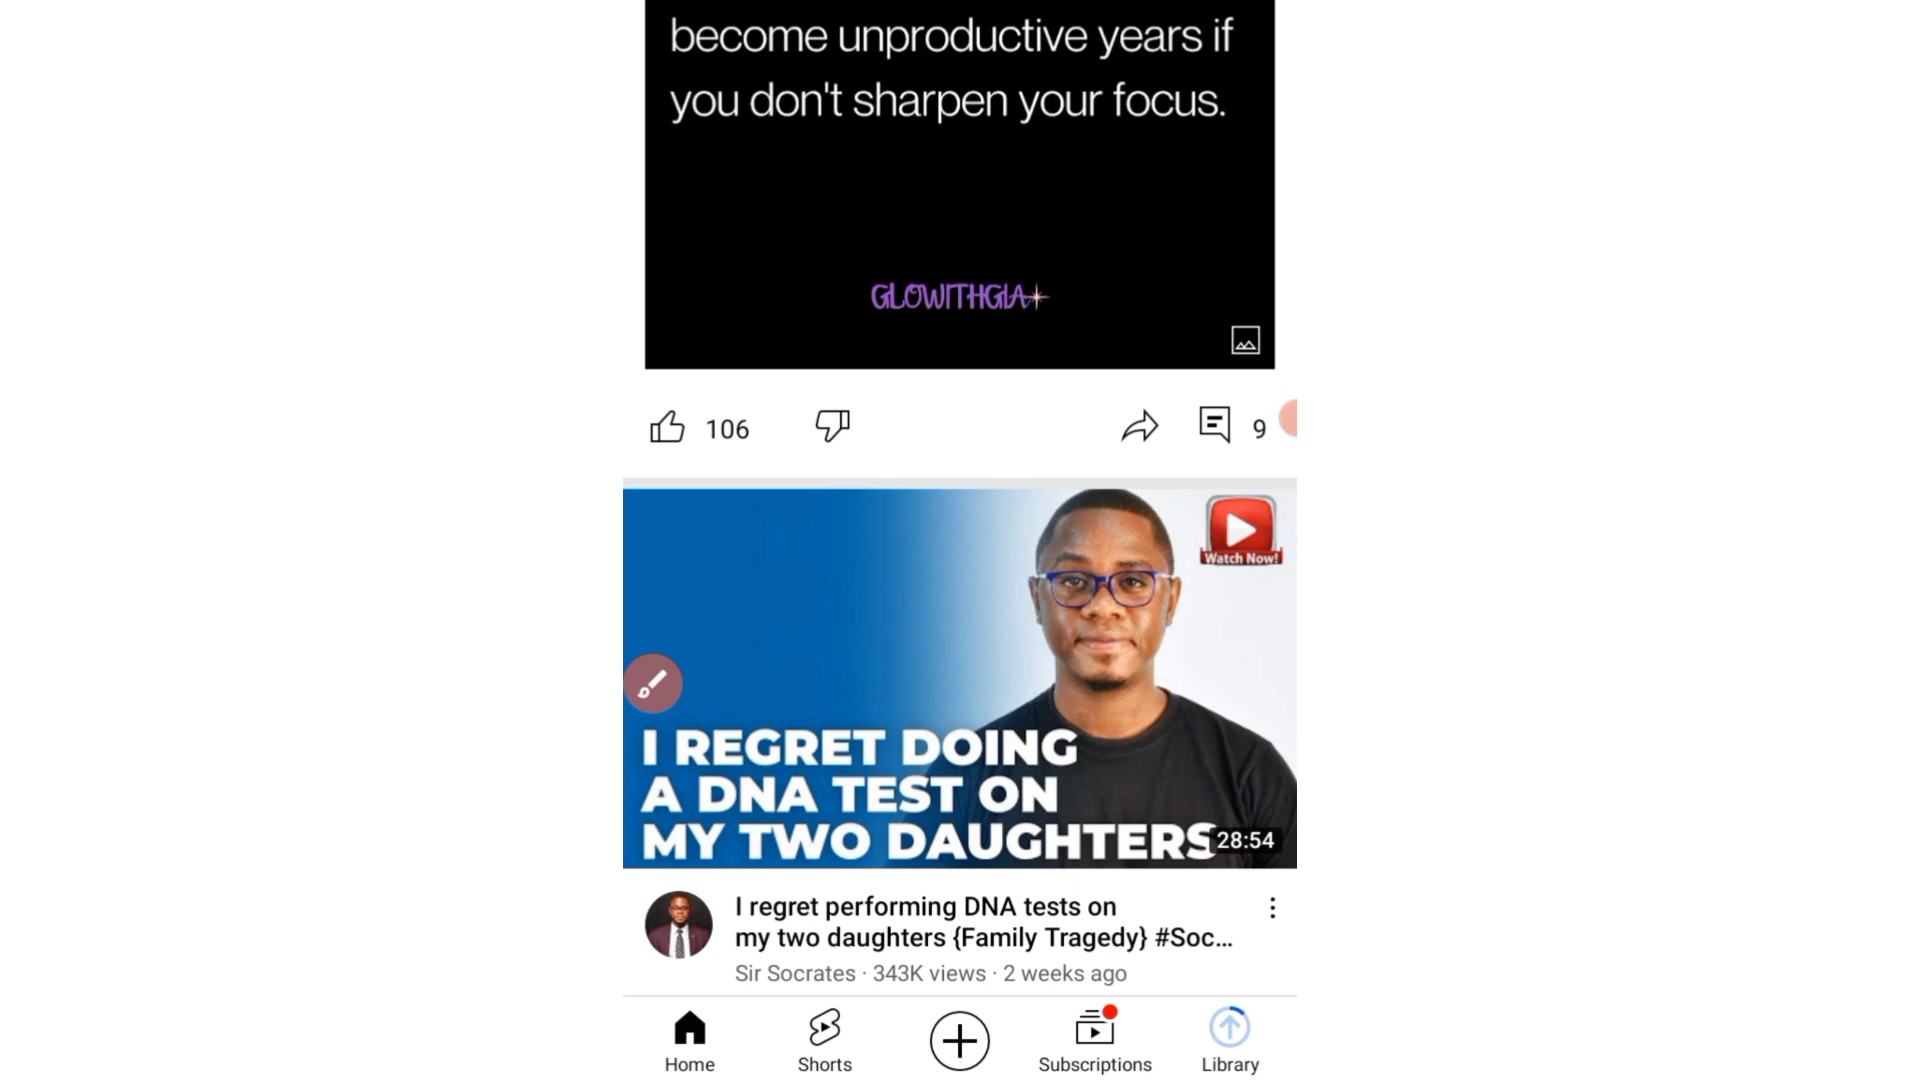 become unproductive years if
you don't sharpen your focus.
GLOWITHGIA
106
9
Watch Now!
I REGRET DOING
A DNA TEST ON
MY TWO DAUGHTERS
28:54
I regret performing DNA tests on
my two daughters {Family Tragedy} #Soc...
Sir Socrates · 343K views · 2 weeks ago
Home
Shorts
Subscriptions
Library